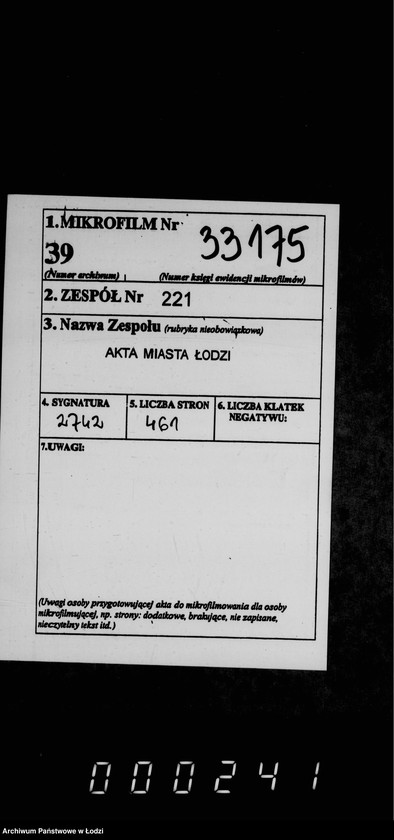 1. MIKROFILM Nr 33175
39
(Numer archiwum) (Numer księgi ewidencji mikrofilmów)
2. ZESPÓŁ Nr 221
3. Nazwa Zespołu (rubryka nieobowiązkowa)
AKTA MIASTA ŁODZI
4. SYGNATURA 5. LICZBA STRON 6. LICZBA KLATEK
NEGATYWU:
2742 461
7.UWAGI:
(Uwagi osoby przygotowującej akta do mikrofilmowania dla osoby
mikrofilmującej, np. strony: dodatkowe, brakujące, nie zapisane,
nieczytelny tekst itd.)
000241
Archiwum Państwowe w Łodzi